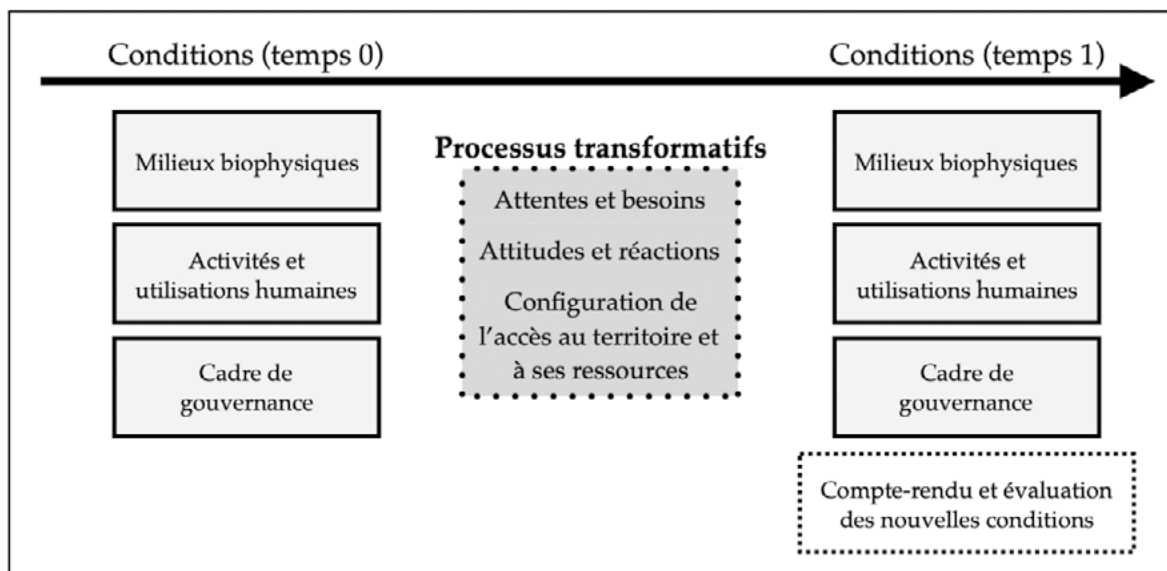 Conditions (temps 0)
Conditions (temps 1)
Milieux biophysiques
Activités et
utilisations humaines
Cadre de
gouvernance
Processus transformatifs
Attentes et besoins
Attitudes et réactions
Configuration de
l'accès au territoire et
à ses ressources
Milieux biophysiques
Activités et
utilisations humaines
Cadre de
gouvernance
Compte-rendu et évaluation
des nouvelles conditions